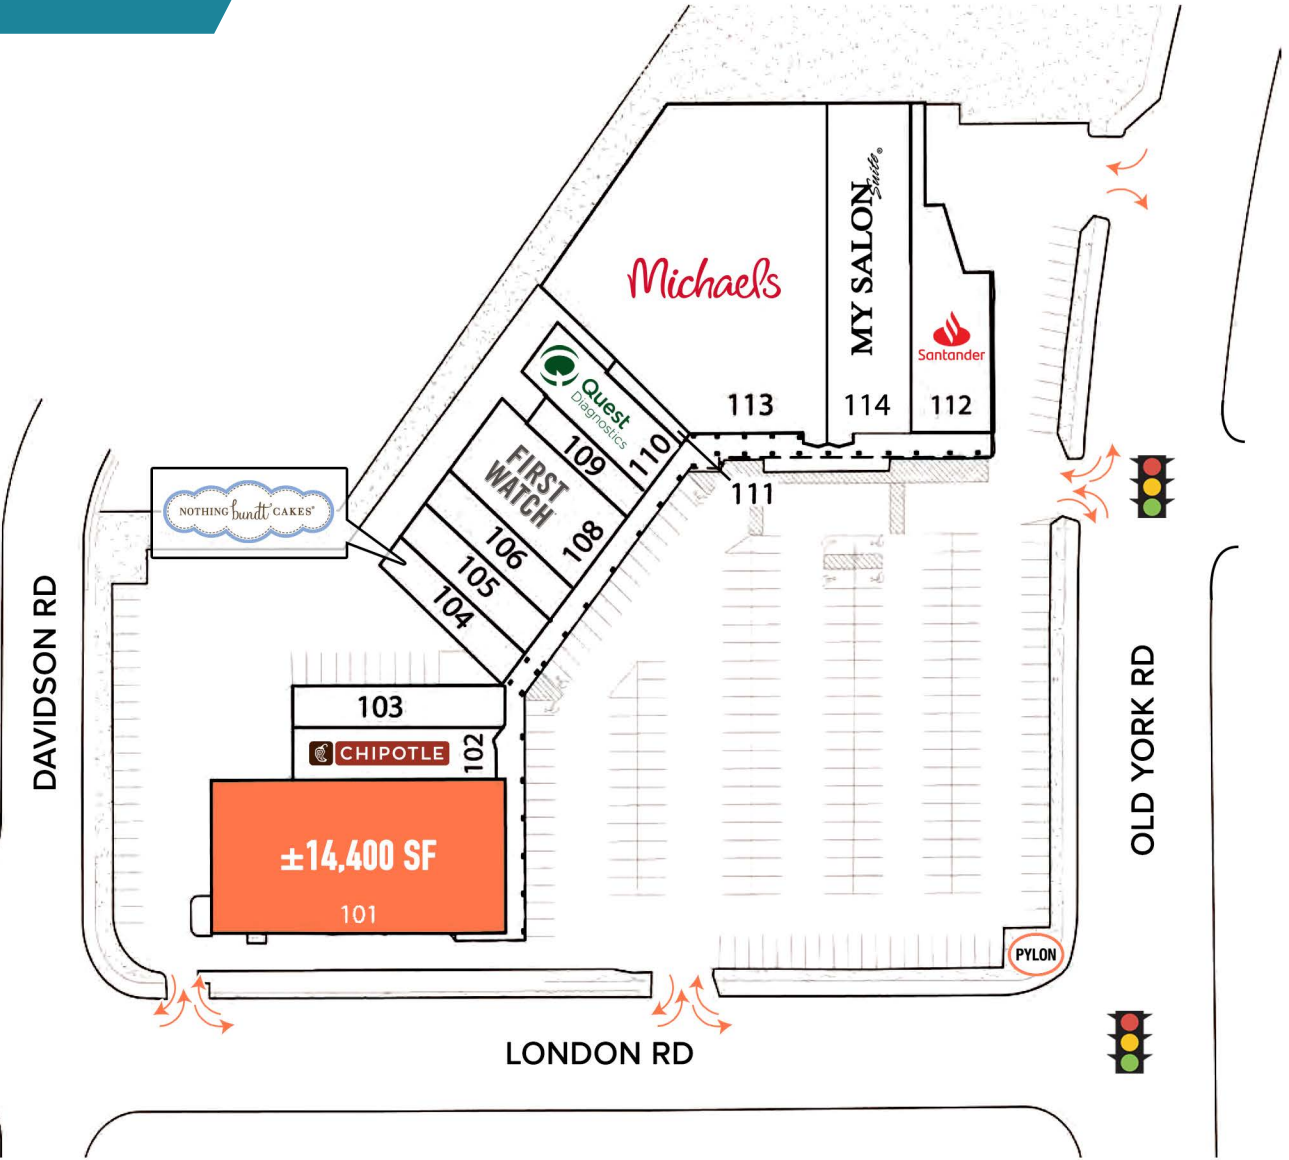 MY SALON
Suite®
Michaels
Santander
113
114
112
Quest
Diagnostics
110
109
111
FIRST
WATCH
108
106
105
104
NOTHING bundt CAKES®
103
CHIPOTLE
102
±14,400 SF
101
DAVIDSON RD
OLD YORK RD
PYLON
LONDON RD